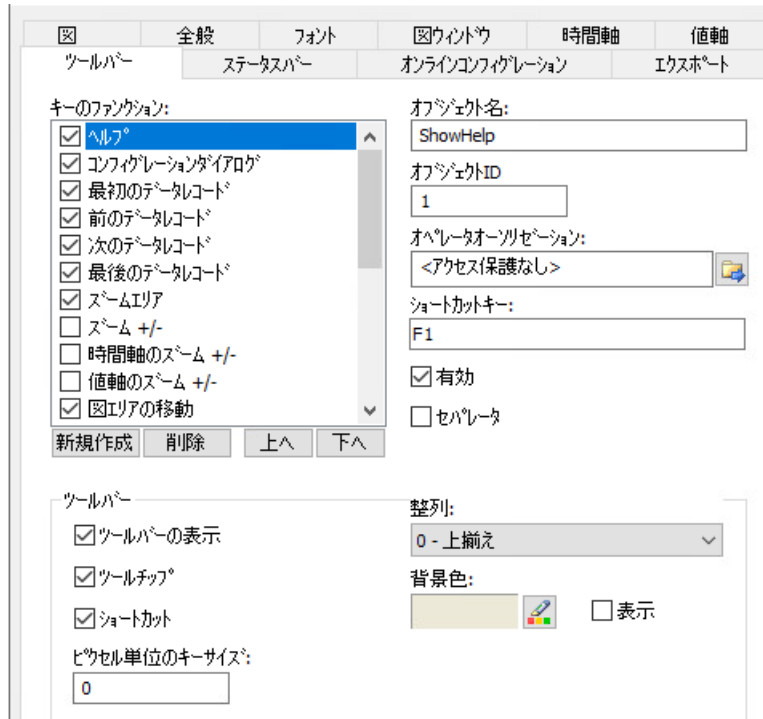 図 全般 フォント 図ウィンドウ 時間軸 値軸
ツールバー ステータスバー オンラインコンフィグレーション エクスポート
キーのファンクション:
ヘルプ
コンフィグレーションダイアログ
最初のデータレコード
前のデータレコード
次のデータレコード
最後のデータレコード
ズームエリア
ズーム +/-
時間軸のズーム +/-
値軸のズーム +/-
図エリアの移動
新規作成 削除 上へ 下へ
オブジェクト名:
ShowHelp
オブジェクトID
1
オペレータオーソリゼーション:
<アクセス保護なし>
ショートカットキー:
F1
有効
セパレータ
ツールバー
ツールバーの表示
ツールチップ
ショートカット
ピクセル単位のキーサイズ:
0
整列:
0 - 上揃え
背景色:
表示